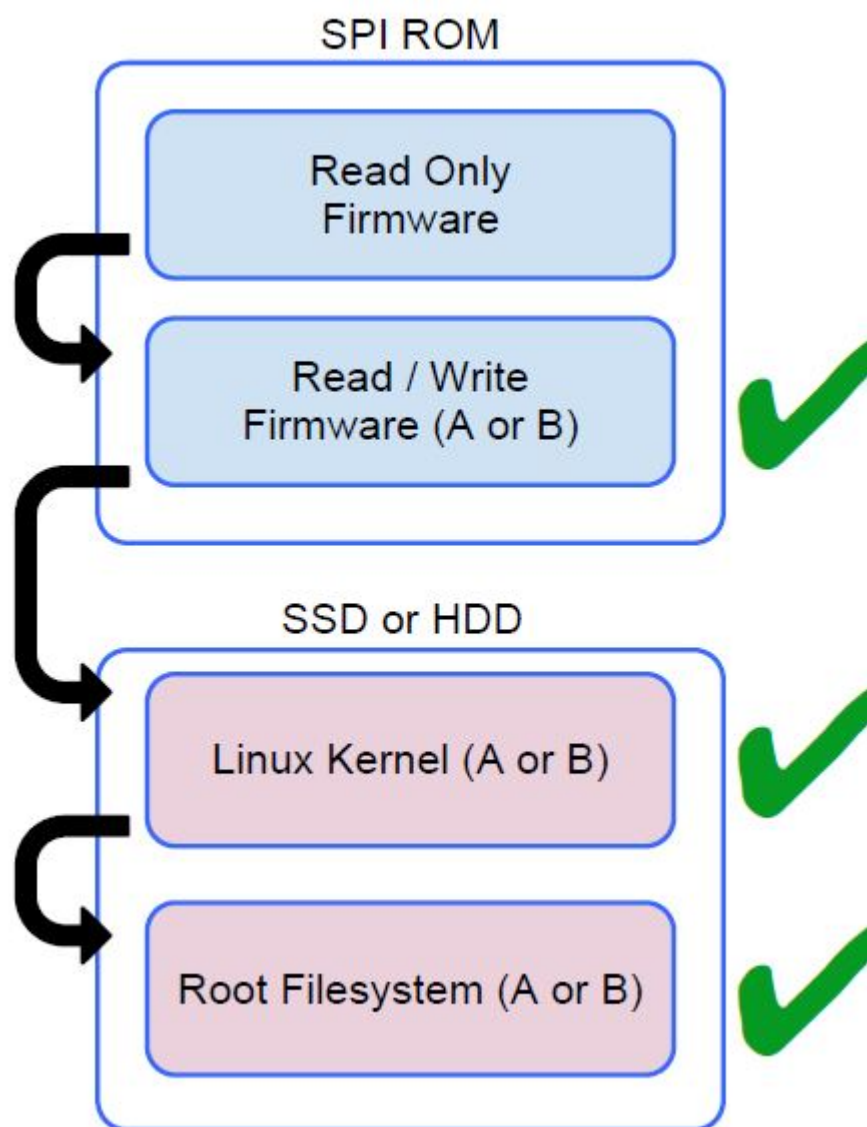 SPI ROM
Read Only
Firmware
Read / Write
Firmware (A or B)
SSD or HDD
Linux Kernel (A or B)
Root Filesystem (A or B)